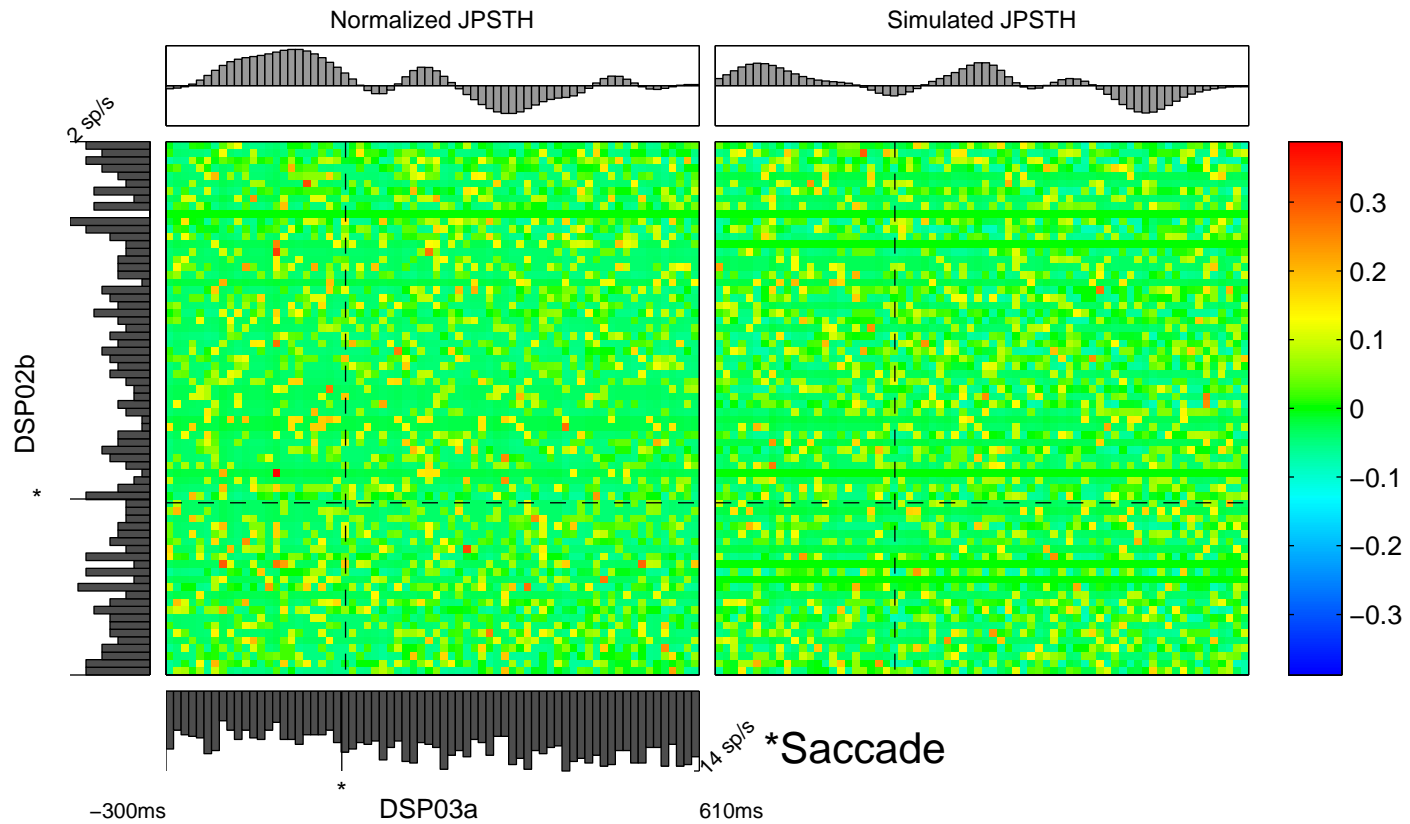 Normalized JPSTH
Simulated JPSTH
2 sp/s
DSP02b
*
0.3
0.2
0.1
0
−0.1
−0.2
−0.3
14 sp/s
*Saccade
*
−300ms
DSP03a
610ms